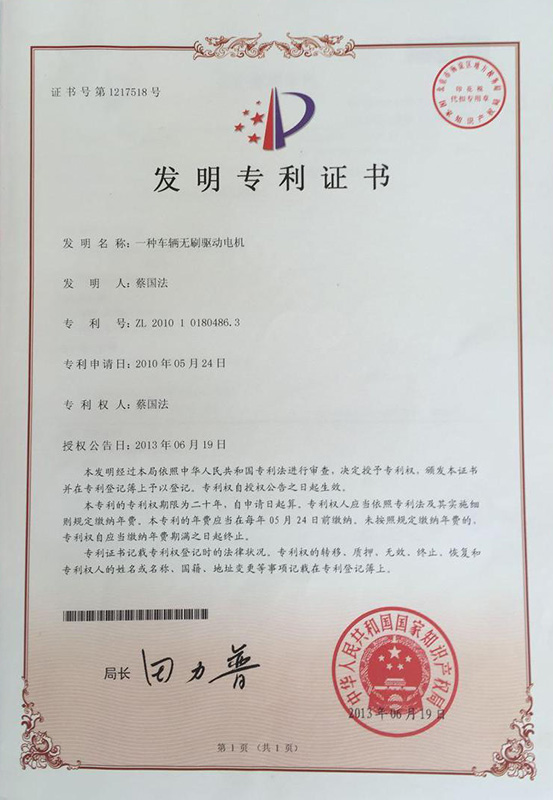 证书号第1217518号
印花税
代扣专用章
发明专利证书
发明名称：一种车辆无刷驱动电机
发明人：蔡国法
专利号：ZL 2010 1 0180486.3
专利申请日：2010年05月24日
专利权人：蔡国法
授权公告日：2013年06月19日
本发明经过本局依照中华人民共和国专利法进行审查，决定授予专利权，颁发本证书
并在专利登记簿上予以登记。专利权自授权公告之日起生效。
本专利的专利权期限为二十年，自申请日起算。专利权人应当依照专利法及其实施细
则规定缴纳年费。本专利的年费应当在每年05月24日前缴纳。未按照规定缴纳年费的，
专利权自应当缴纳年费期满之日起终止。
专利证书记载专利权登记时的法律状况。专利权的转移、质押、无效、终止、恢复和
专利权人的姓名或名称、国籍、地址变更等事项记载在专利登记簿上。
局长
田力普
中华人民共和国国家知识产权局
2013年06月19日
第1页（共1页）